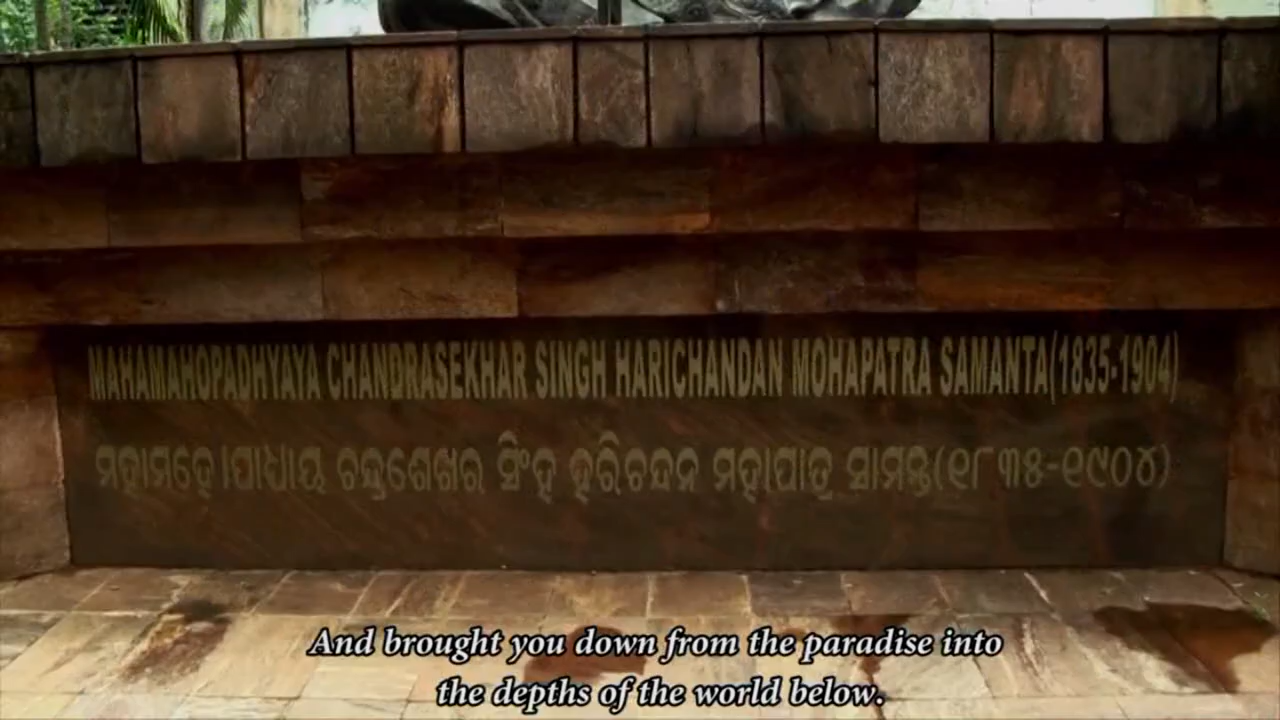 MAHAMAHOPADHYAYA CHANDRASEKHAR SINGH HARICHANDAN MOHAPATRA SAMANTA(1835-1904)
ମହାମହୋପାଧ୍ୟାୟ ଚନ୍ଦ୍ରଶେଖର ସିଂହ ହରିଚନ୍ଦନ ମହାପାତ୍ର ସାମନ୍ତ(୧୮୩୫-୧୯୦୪)
And brought you down from the paradise into
the depths of the world below.